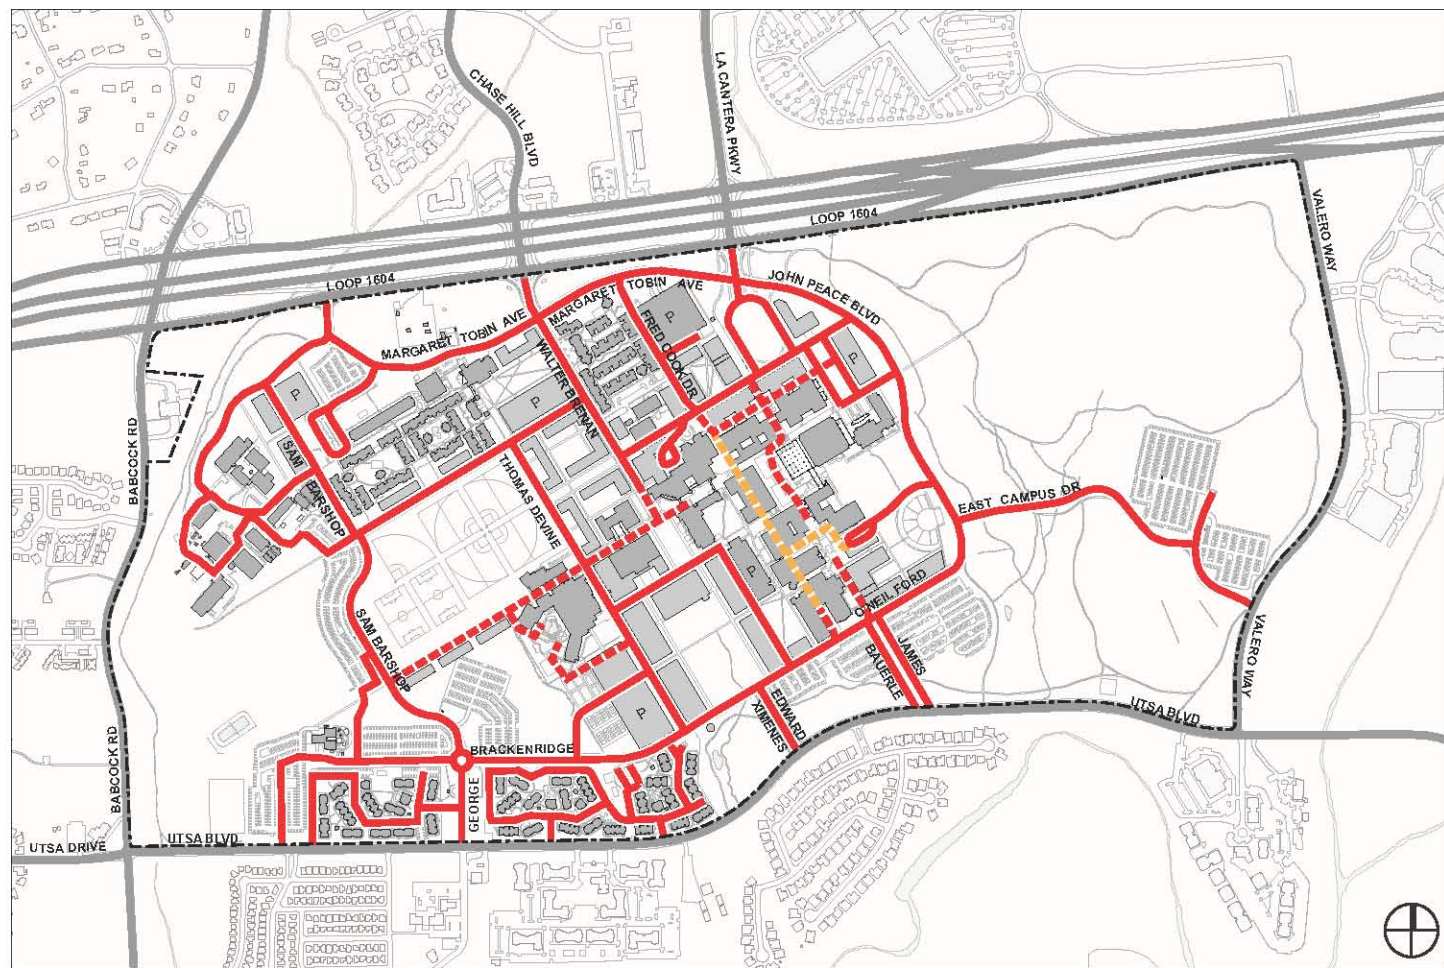 CHASE HILL BLVD
LA CANTERA PKWY
VALERO WAY
LOOP 1604
LOOP 1604
JOHN PEACE BLVD
MARGARET TOBIN AVE
MARGARET TOBIN AVE
FRED COOK DR
WALTER BRENAN
P
P
P
P
BABCOCK RD
SAM BARSHOP
THOMAS DEVINE
EAST CAMPUS DR
P
O'NEIL FORD
SAM BARSHOP
JAMES
BAUERLE
VALERO WAY
EDWARD
XIMENES
UTSA BLVD
P
BRACKENRIDGE
BABCOCK RD
GEORGE
UTSA BLVD
UTSA DRIVE